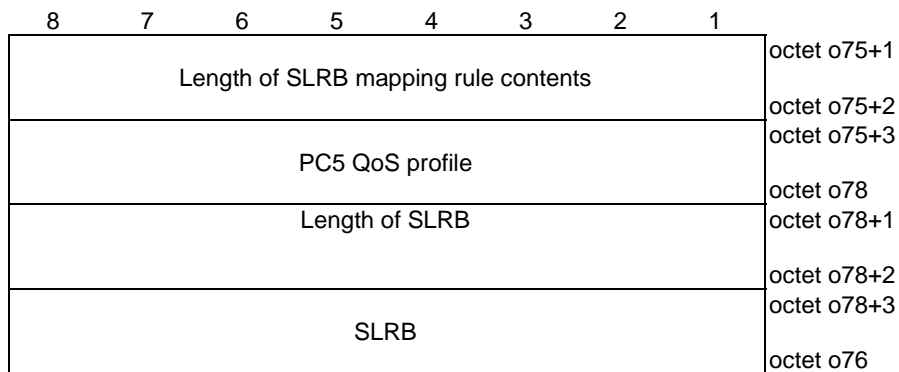 8 7 6 5 4 3 2 1
octet o75+1
Length of SLRB mapping rule contents
octet o75+2
octet o75+3
PC5 QoS profile
octet o78
Length of SLRB octet o78+1
octet o78+2
octet o78+3
SLRB
octet o76